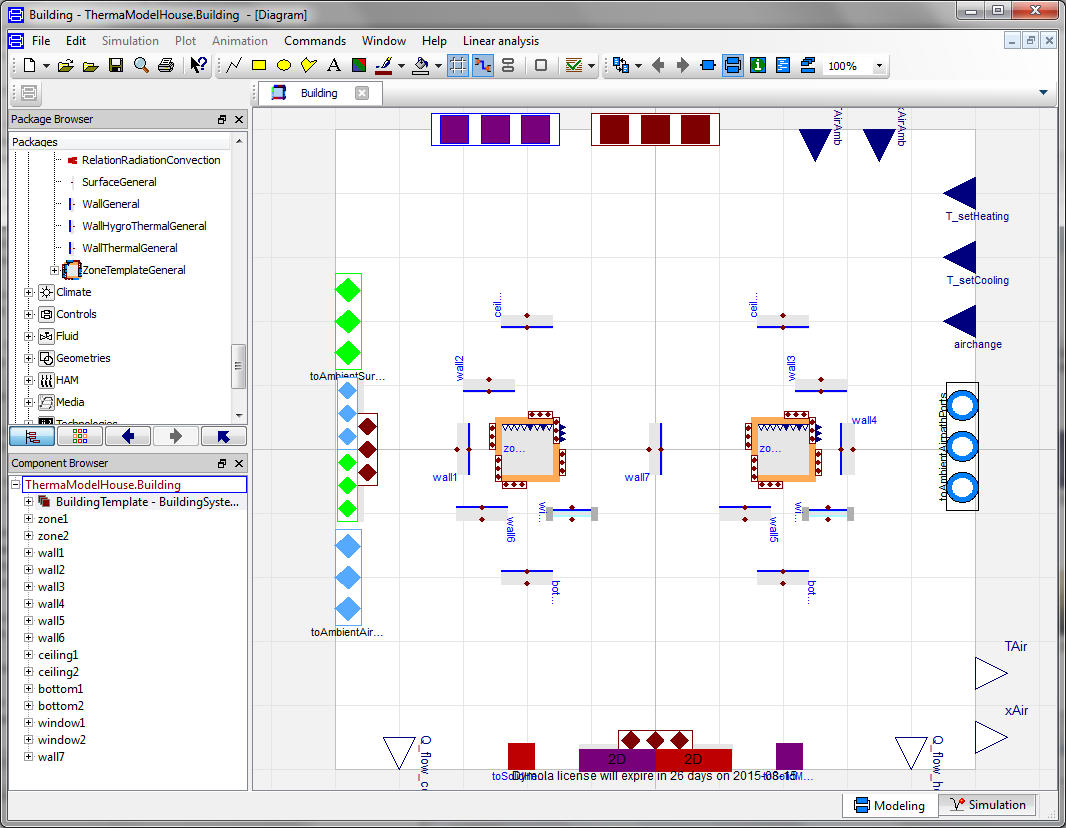 Building - ThermaModelHouse.Building - [Diagram]
File Edit Simulation Plot Animation Commands Window Help Linear analysis
100%
Building
Package Browser
Packages
RelationRadiationConvection
SurfaceGeneral
WallGeneral
WallHygroThermalGeneral
WallThermalGeneral
ZoneTemplateGeneral
Climate
Controls
Fluid
Geometries
HAM
Media
Component Browser
ThermaModelHouse.Building
BuildingTemplate - BuildingSyste...
zone1
zone2
wall1
wall2
wall3
wall4
wall5
wall6
ceiling1
ceiling2
bottom1
bottom2
window1
window2
wall7
TAirAmb
xAirAmb
T_setHeating
T_setCooling
airchange
toAmbientAirpathPorts
toAmbientSur...
toAmbientAir...
ceil...
ceil...
wall2
wall3
wall4
zo...
zo...
wall1
wall7
wi...
wi...
wall6
wall5
bot...
bot...
TAir
xAir
Q_flow_c
Q_flow_h
2D
2D
Dymola license will expire in 26 days on 2015-08-15
Modeling
Simulation